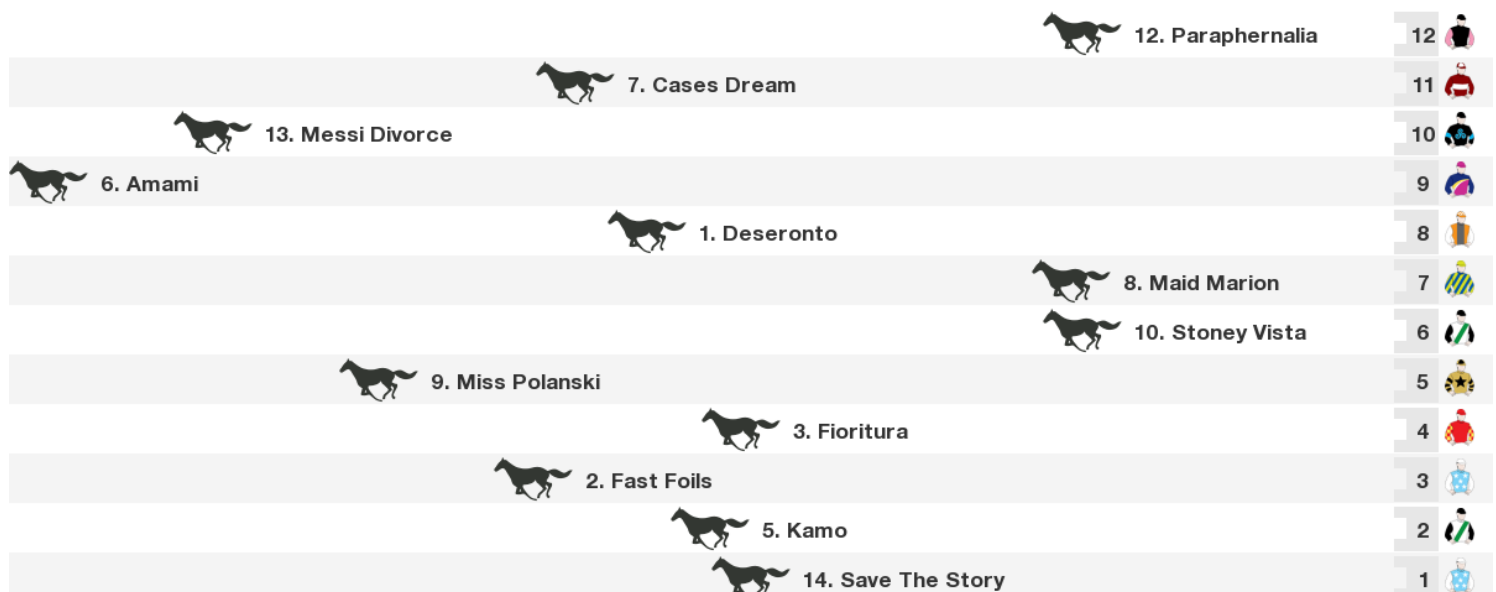 12. Paraphernalia 12
7. Cases Dream 11
13. Messi Divorce 10
6. Amami 9
1. Deseronto 8
8. Maid Marion 7
10. Stoney Vista 6
9. Miss Polanski 5
3. Fioritura 4
2. Fast Foils 3
5. Kamo 2
14. Save The Story 1